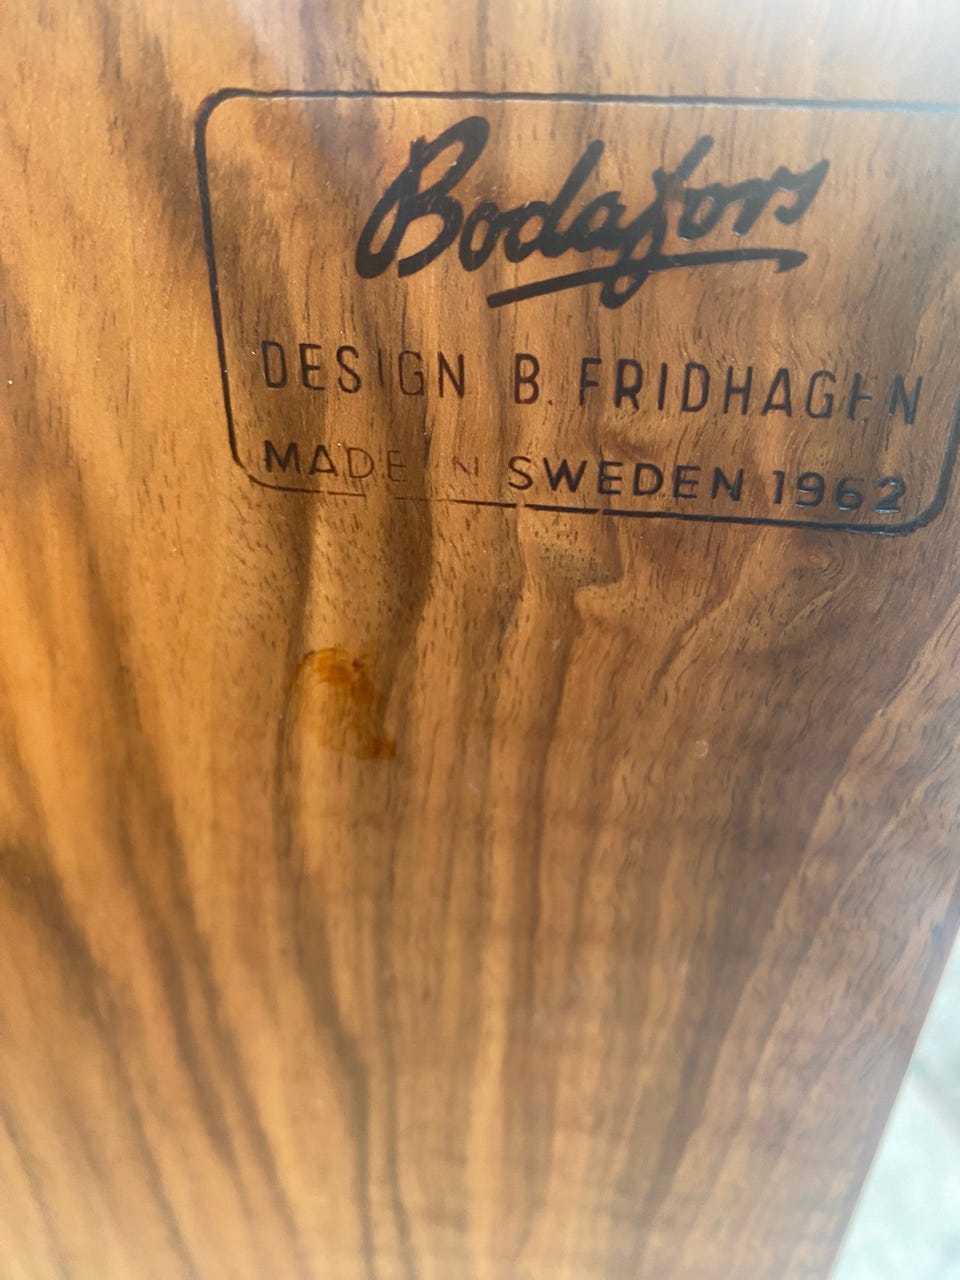 Bodafors
DESIGN B. FRIDHAGEN
MADE IN SWEDEN 1962